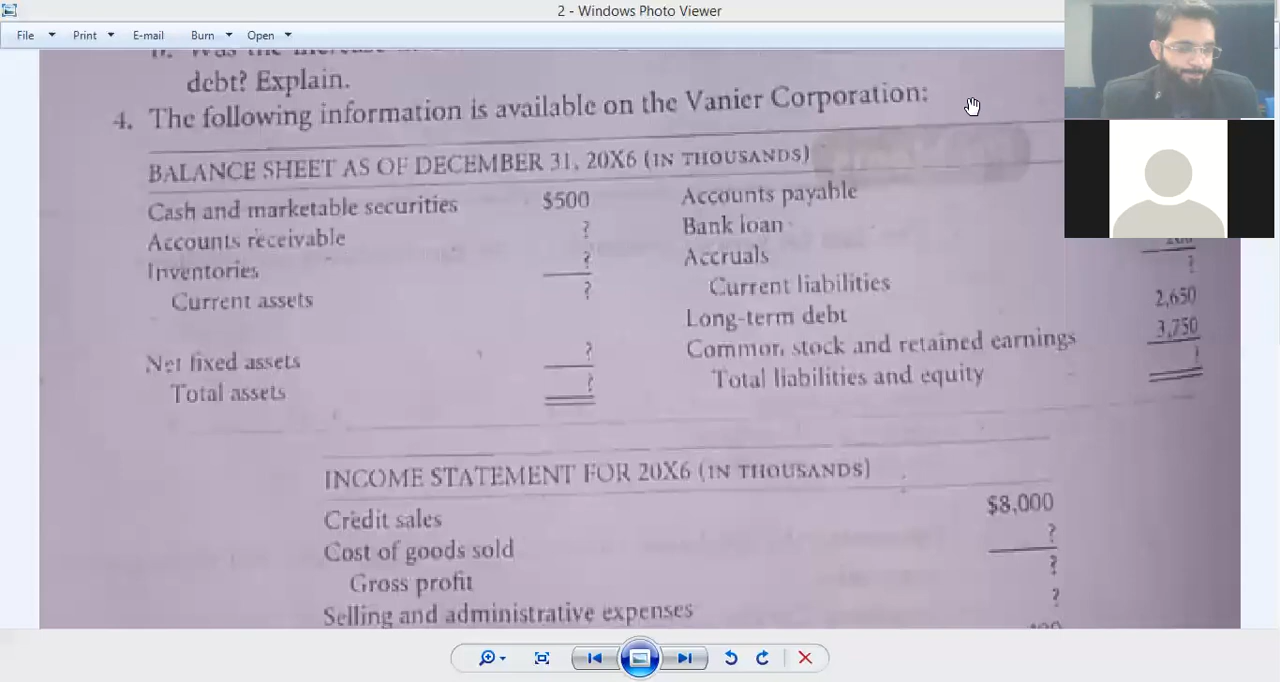 2 - Windows Photo Viewer
File Print E-mail Burn Open
debt? Explain.
4. The following information is available on the Vanier Corporation:
BALANCE SHEET AS OF DECEMBER 31, 20X6 (IN THOUSANDS)
Cash and marketable securities $500 Accounts payable
Accounts receivable ? Bank loan
Inventories ? Accruals
Current assets ? Current liabilities ?
Long-term debt 2,650
Net fixed assets ? Common stock and retained earnings 3,750
Total assets ? Total liabilities and equity ?
INCOME STATEMENT FOR 20X6 (IN THOUSANDS)
Credit sales $8,000
Cost of goods sold ?
Gross profit ?
Selling and administrative expenses ?